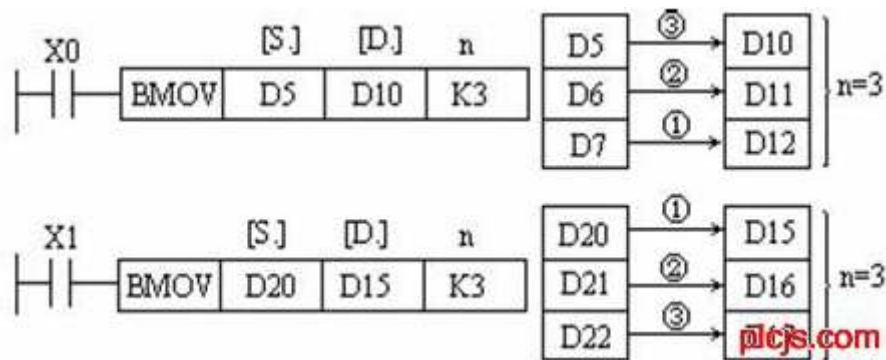 X0
[S.] [D.] n
BMOV D5 D10 K3
D5 ③ D10
D6 ② D11
D7 ① D12
n=3
X1
[S.] [D.] n
BMOV D20 D15 K3
D20 ① D15
D21 ② D16
D22 ③
n=3
plcjs.com